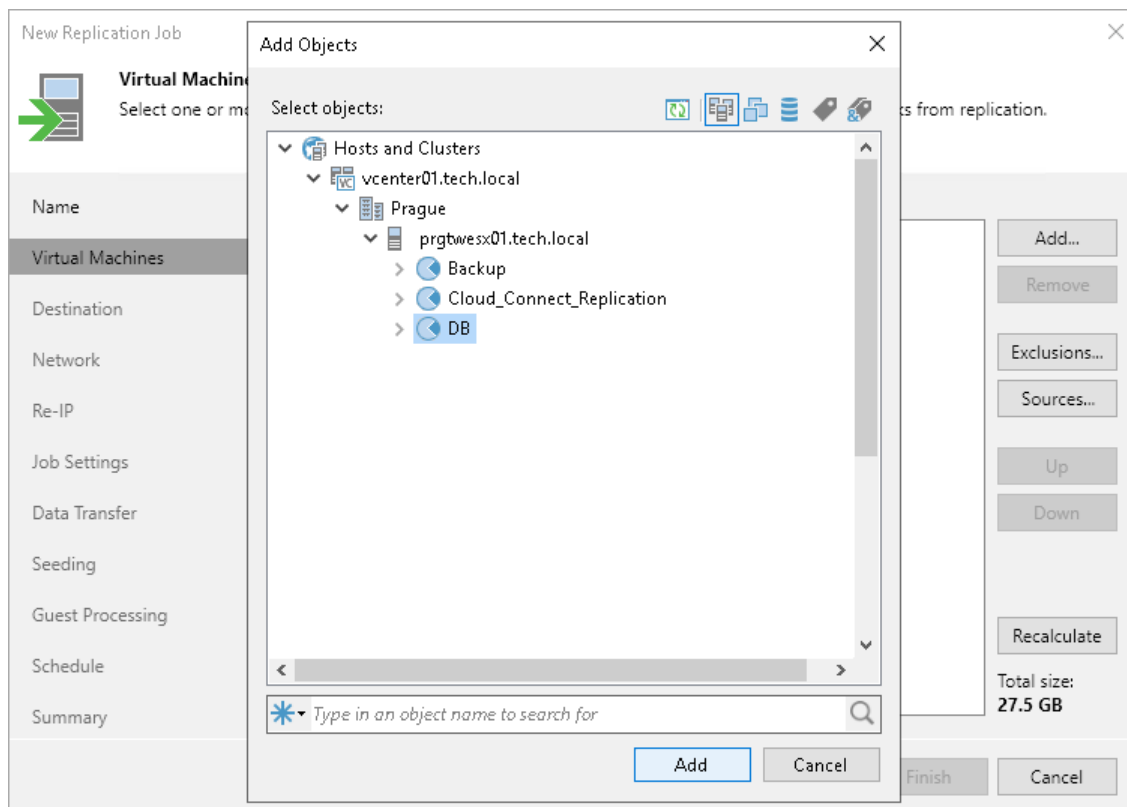 New Replication Job
Virtual Machine
Select one or mo
ks from replication.
Name
Virtual Machines
Destination
Network
Re-IP
Job Settings
Data Transfer
Seeding
Guest Processing
Schedule
Summary
Add Objects
Select objects:
Hosts and Clusters
VC vcenter01.tech.local
Prague
prgtwesx01.tech.local
Backup
Cloud_Connect_Replication
DB
Type in an object name to search for
Add
Cancel
Add...
Remove
Exclusions...
Sources...
Up
Down
Recalculate
Total size:
27.5 GB
Finish
Cancel